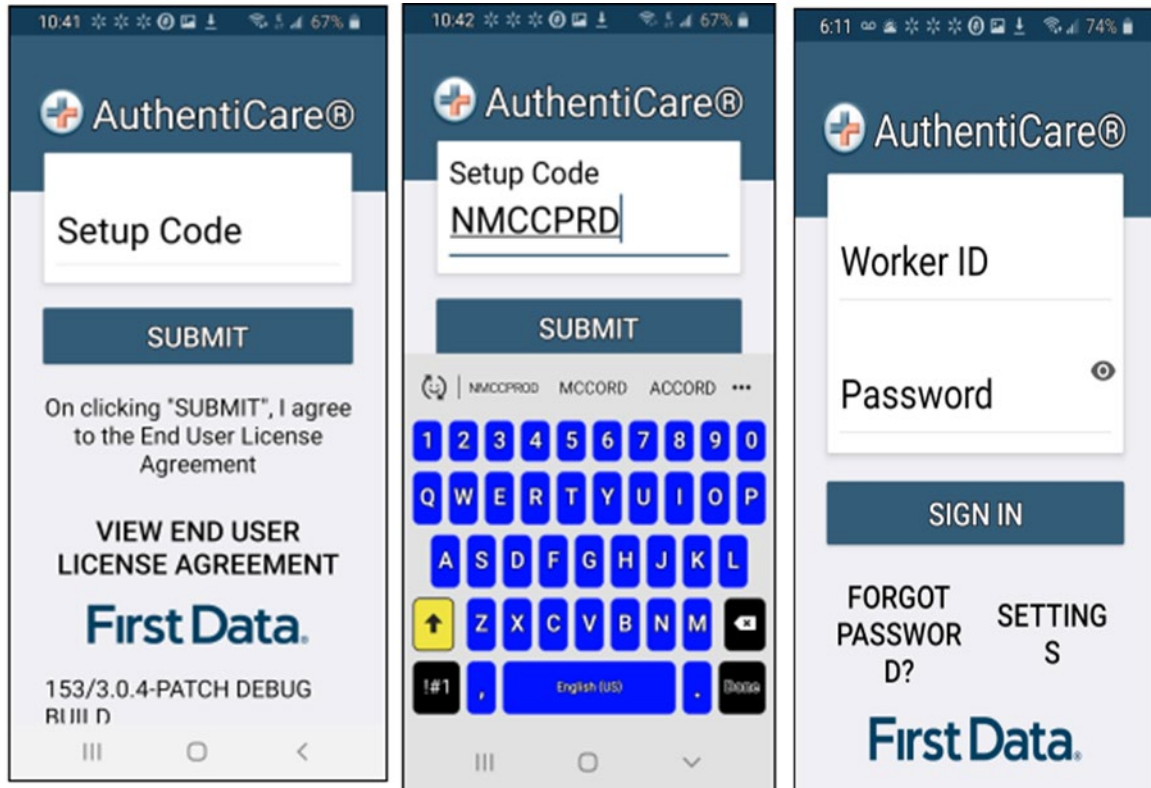 10:41 67%
AuthentiCare®
Setup Code
SUBMIT
On clicking "SUBMIT", I agree
to the End User License
Agreement
VIEW END USER
LICENSE AGREEMENT
First Data.
153/3.0.4-PATCH DEBUG
BUILD
10:42 67%
AuthentiCare®
Setup Code
NMCCPRD
SUBMIT
NMCCPROD MCCORD ACCORD •••
1 2 3 4 5 6 7 8 9 0
Q W E R T Y U I O P
A S D F G H J K L
Z X C V B N M
!#1 , English (US) . Done
6:11 74%
AuthentiCare®
Worker ID
Password
SIGN IN
FORGOT
PASSWOR
D?
SETTING
S
First Data.